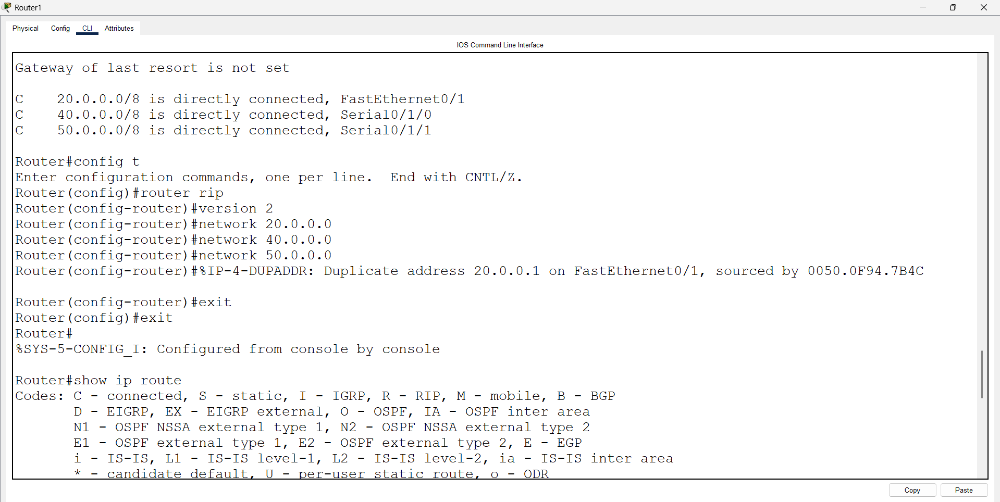 Router1
Physical Config CLI Attributes
IOS Command Line Interface
Gateway of last resort is not set
C    20.0.0.0/8 is directly connected, FastEthernet0/1
C    40.0.0.0/8 is directly connected, Serial0/1/0
C    50.0.0.0/8 is directly connected, Serial0/1/1
Router#config t
Enter configuration commands, one per line.  End with CNTL/Z.
Router(config)#router rip
Router(config-router)#version 2
Router(config-router)#network 20.0.0.0
Router(config-router)#network 40.0.0.0
Router(config-router)#network 50.0.0.0
Router(config-router)#%IP-4-DUPADDR: Duplicate address 20.0.0.1 on FastEthernet0/1, sourced by 0050.0F94.7B4C
Router(config-router)#exit
Router(config)#exit
Router#
%SYS-5-CONFIG_I: Configured from console by console
Router#show ip route
Codes: C - connected, S - static, I - IGRP, R - RIP, M - mobile, B - BGP
       D - EIGRP, EX - EIGRP external, O - OSPF, IA - OSPF inter area
       N1 - OSPF NSSA external type 1, N2 - OSPF NSSA external type 2
       E1 - OSPF external type 1, E2 - OSPF external type 2, E - EGP
       i - IS-IS, L1 - IS-IS level-1, L2 - IS-IS level-2, ia - IS-IS inter area
       * - candidate default, U - per-user static route, o - ODR
Copy Paste